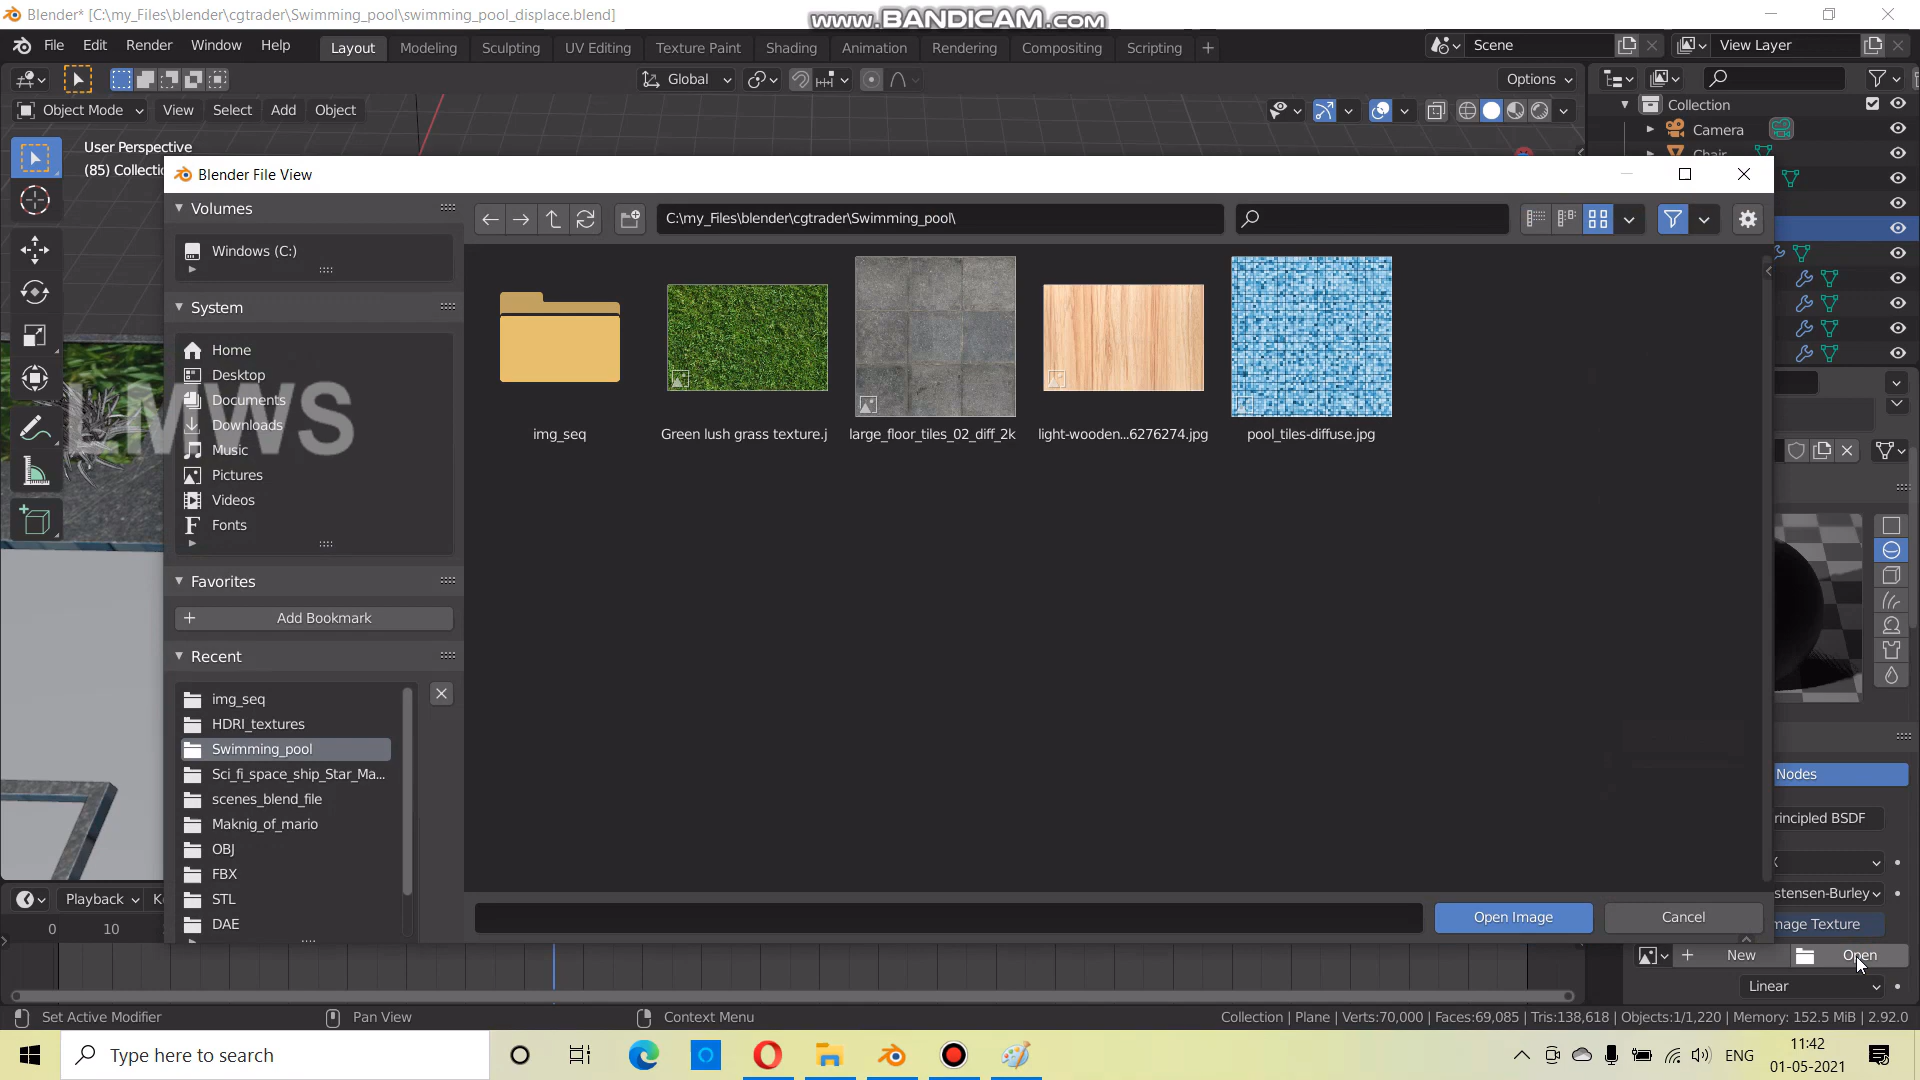 Blender* [C:\my_Files\blender\cgtrader\Swimming_pool\swimming_pool_displace.blend]
www.BANDICAM.com
File Edit Render Window Help
Layout Modeling Sculpting UV Editing Texture Paint Shading Animation Rendering Compositing Scripting +
Scene
View Layer
Global
Options
Object Mode View Select Add Object
Collection
Camera
Chair
User Perspective
(85) Collectio
Blender File View
Volumes
Windows (C:)
C:\my_Files\blender\cgtrader\Swimming_pool\
System
Home
Desktop
Documents
Downloads
Music
Pictures
Videos
Fonts
LMWS
img_seq
Green lush grass texture.j
large_floor_tiles_02_diff_2k
light-wooden...6276274.jpg
pool_tiles-diffuse.jpg
Favorites
Add Bookmark
Recent
img_seq
HDRI_textures
Swimming_pool
Sci_fi_space_ship_Star_Ma...
scenes_blend_file
Maknig_of_mario
OBJ
FBX
STL
DAE
Open Image
Cancel
Nodes
rincipled BSDF
X
stensen-Burley
mage Texture
New
Open
Linear
Playback
K
0
10
Set Active Modifier
Pan View
Context Menu
Collection | Plane | Verts:70,000 | Faces:69,085 | Tris:138,618 | Objects:1/1,220 | Memory: 152.5 MiB | 2.92.0
Type here to search
ENG
11:42
01-05-2021